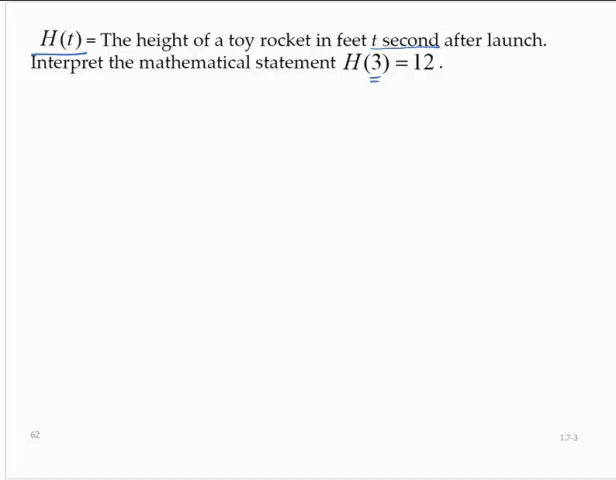 H(t) = The height of a toy rocket in feet t second after launch.
Interpret the mathematical statement H(3) = 12 .
62
1.7-3